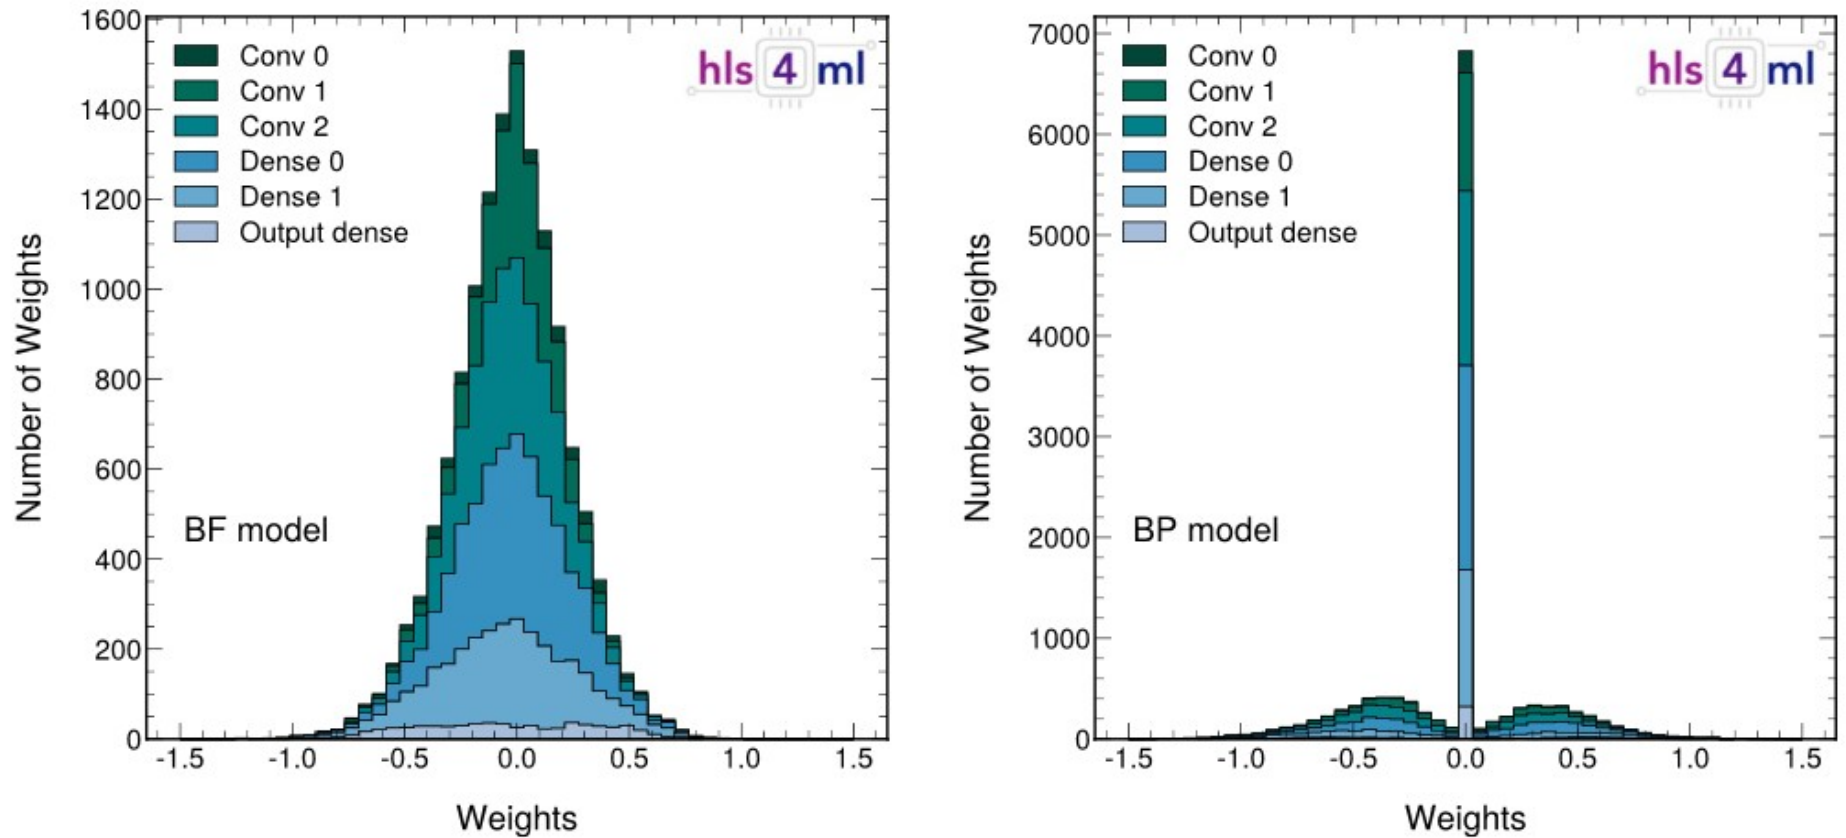 1600
1400
1200
1000
800
600
400
200
0
Number of Weights
Conv 0
Conv 1
Conv 2
Dense 0
Dense 1
Output dense
hls 4 ml
BF model
-1.5 -1.0 -0.5 0.0 0.5 1.0 1.5
Weights
7000
6000
5000
4000
3000
2000
1000
0
Number of Weights
Conv 0
Conv 1
Conv 2
Dense 0
Dense 1
Output dense
hls 4 ml
BP model
-1.5 -1.0 -0.5 0.0 0.5 1.0 1.5
Weights